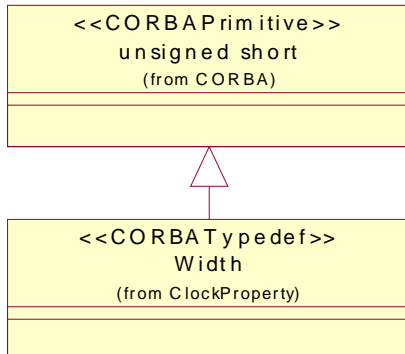 <<CORBAPrimitive>>
unsigned short
(from CORBA)
<<CORBATypedef>>
Width
(from ClockProperty)